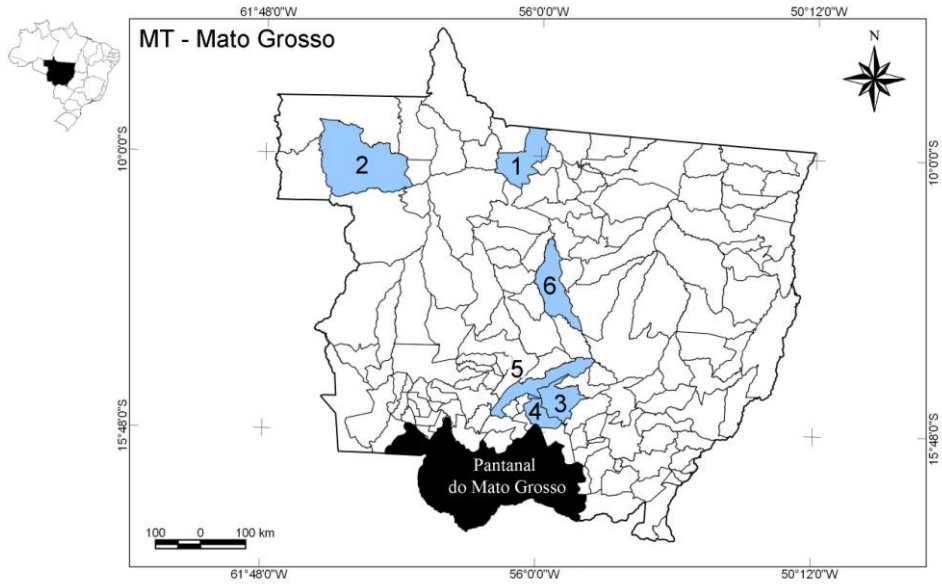 61°48'0"W
56°0'0"W
50°12'0"W
MT - Mato Grosso
N
10°0'0"S
10°0'0"S
1
2
6
5
3
4
15°48'0"S
15°48'0"S
Pantanal
do Mato Grosso
100 0 100 km
61°48'0"W
56°0'0"W
50°12'0"W